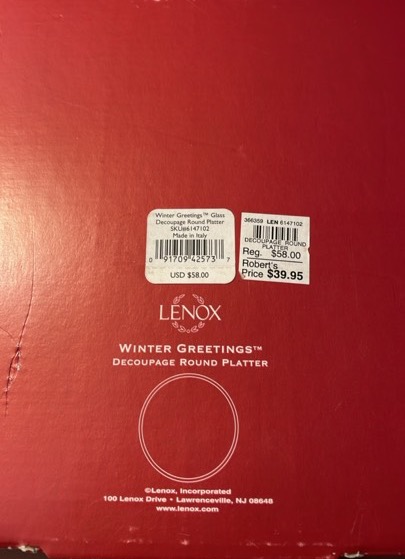 Winter Greetings™ Glass
Decoupage Round Platter
SKU#6147102
Made in Italy
0 91709 42573 7
USD $58.00
366359 LEN 6147102
DECOUPAGE ROUND
PLATTER
Reg. $58.00
Robert's
Price $39.95
LENOX
WINTER GREETINGS™
DECOUPAGE ROUND PLATTER
©Lenox, Incorporated
100 Lenox Drive • Lawrenceville, NJ 08648
www.lenox.com